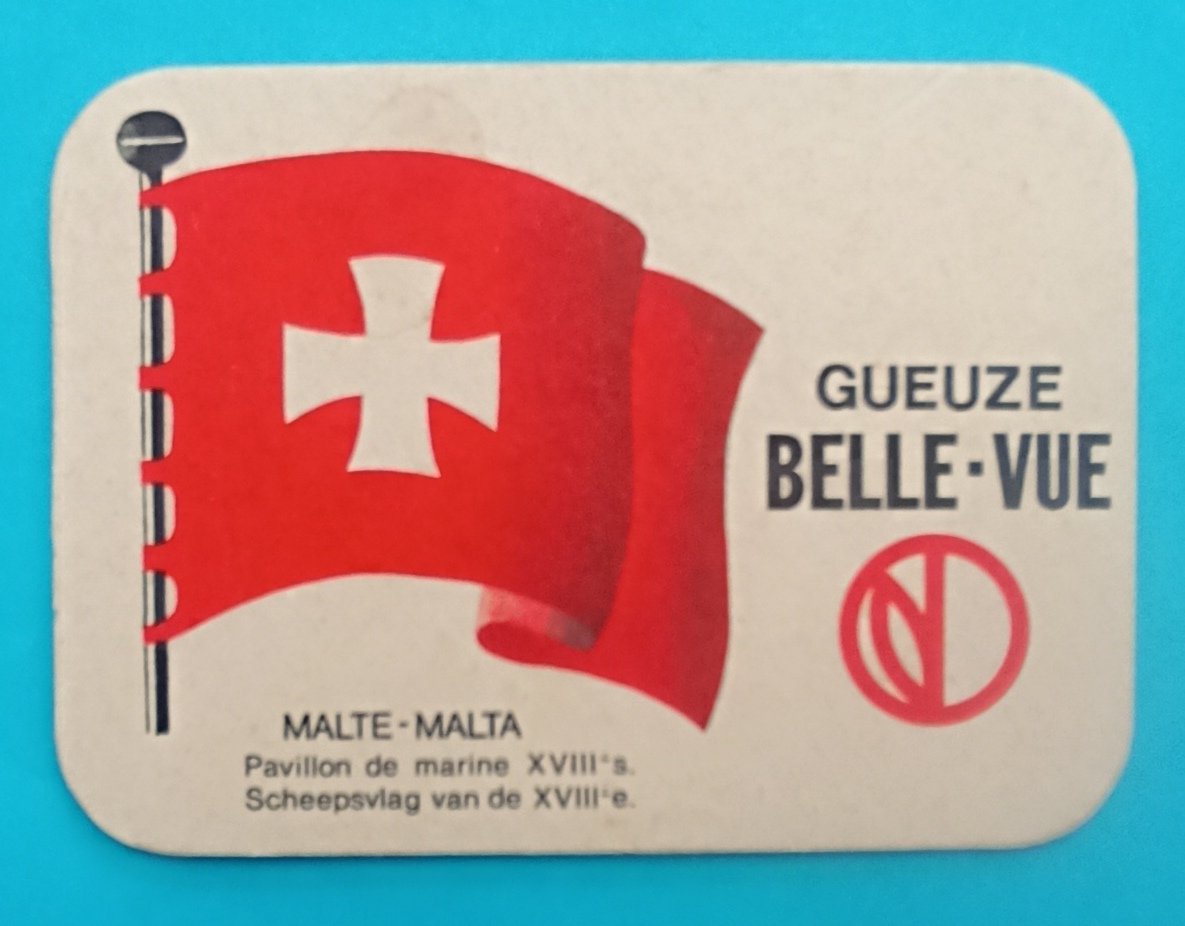 GUEUZE
BELLE·VUE
MALTE-MALTA
Pavillon de marine XVIIIᵉs.
Scheepsvlag van de XVIIIᵉe.